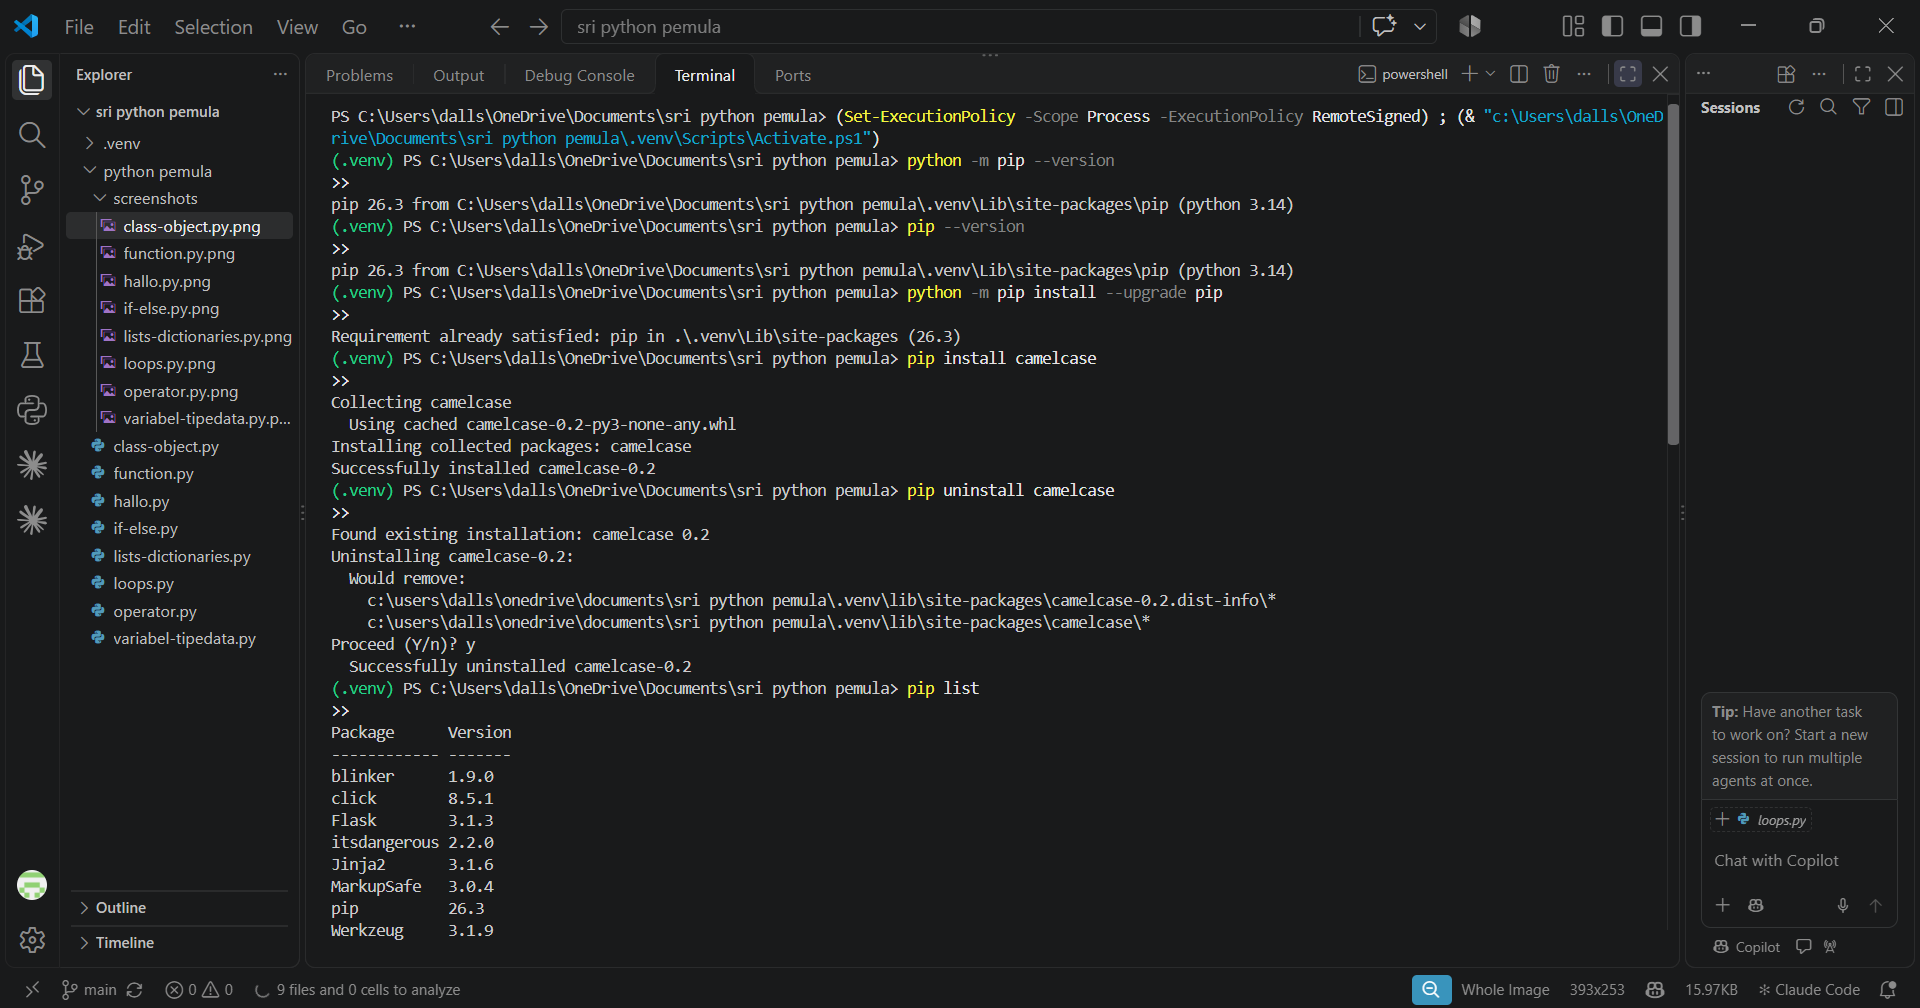 File Edit Selection View Go ···
sri python pemula
Explorer
sri python pemula
.venv
python pemula
screenshots
class-object.py.png
function.py.png
hallo.py.png
if-else.py.png
lists-dictionaries.py.png
loops.py.png
operator.py.png
variabel-tipedata.py.p...
class-object.py
function.py
hallo.py
if-else.py
lists-dictionaries.py
loops.py
operator.py
variabel-tipedata.py
Outline
Timeline
Problems Output Debug Console Terminal Ports
powershell
PS C:\Users\dalls\OneDrive\Documents\sri python pemula> (Set-ExecutionPolicy -Scope Process -ExecutionPolicy RemoteSigned) ; (& "c:\Users\dalls\OneD
rive\Documents\sri python pemula\.venv\Scripts\Activate.ps1")
(.venv) PS C:\Users\dalls\OneDrive\Documents\sri python pemula> python -m pip --version
>>
pip 26.3 from C:\Users\dalls\OneDrive\Documents\sri python pemula\.venv\Lib\site-packages\pip (python 3.14)
(.venv) PS C:\Users\dalls\OneDrive\Documents\sri python pemula> pip --version
>>
pip 26.3 from C:\Users\dalls\OneDrive\Documents\sri python pemula\.venv\Lib\site-packages\pip (python 3.14)
(.venv) PS C:\Users\dalls\OneDrive\Documents\sri python pemula> python -m pip install --upgrade pip
>>
Requirement already satisfied: pip in .\.venv\Lib\site-packages (26.3)
(.venv) PS C:\Users\dalls\OneDrive\Documents\sri python pemula> pip install camelcase
>>
Collecting camelcase
  Using cached camelcase-0.2-py3-none-any.whl
Installing collected packages: camelcase
Successfully installed camelcase-0.2
(.venv) PS C:\Users\dalls\OneDrive\Documents\sri python pemula> pip uninstall camelcase
>>
Found existing installation: camelcase 0.2
Uninstalling camelcase-0.2:
  Would remove:
    c:\users\dalls\onedrive\documents\sri python pemula\.venv\lib\site-packages\camelcase-0.2.dist-info\*
    c:\users\dalls\onedrive\documents\sri python pemula\.venv\lib\site-packages\camelcase\*
Proceed (Y/n)? y
  Successfully uninstalled camelcase-0.2
(.venv) PS C:\Users\dalls\OneDrive\Documents\sri python pemula> pip list
>>
Package      Version
------------ -------
blinker      1.9.0
click        8.5.1
Flask        3.1.3
itsdangerous 2.2.0
Jinja2       3.1.6
MarkupSafe   3.0.4
pip          26.3
Werkzeug     3.1.9
Sessions
Tip: Have another task
to work on? Start a new
session to run multiple
agents at once.
loops.py
Chat with Copilot
Copilot
main 0 0 9 files and 0 cells to analyze
Whole Image 393x253 15.97KB Claude Code